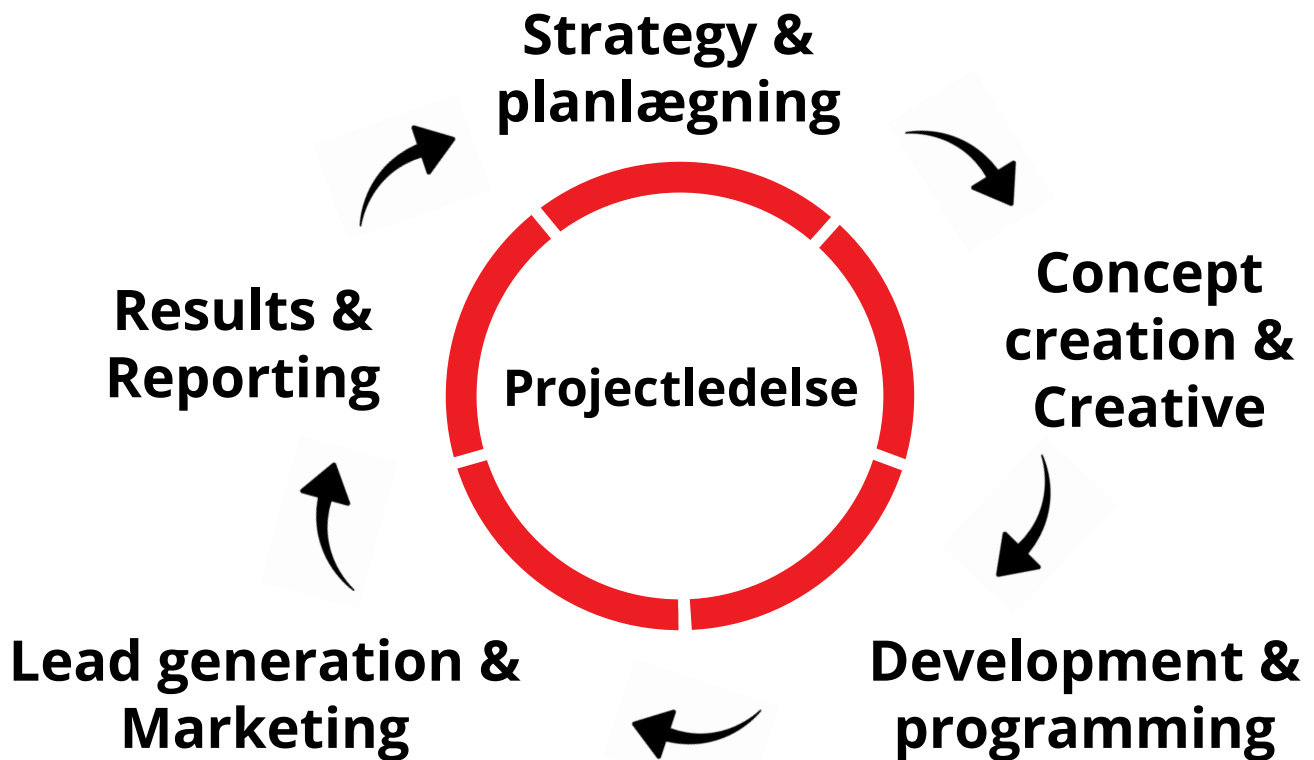 Strategy &
planlægning
Concept
creation &
Creative
Development &
programming
Lead generation &
Marketing
Results &
Reporting
Projectledelse